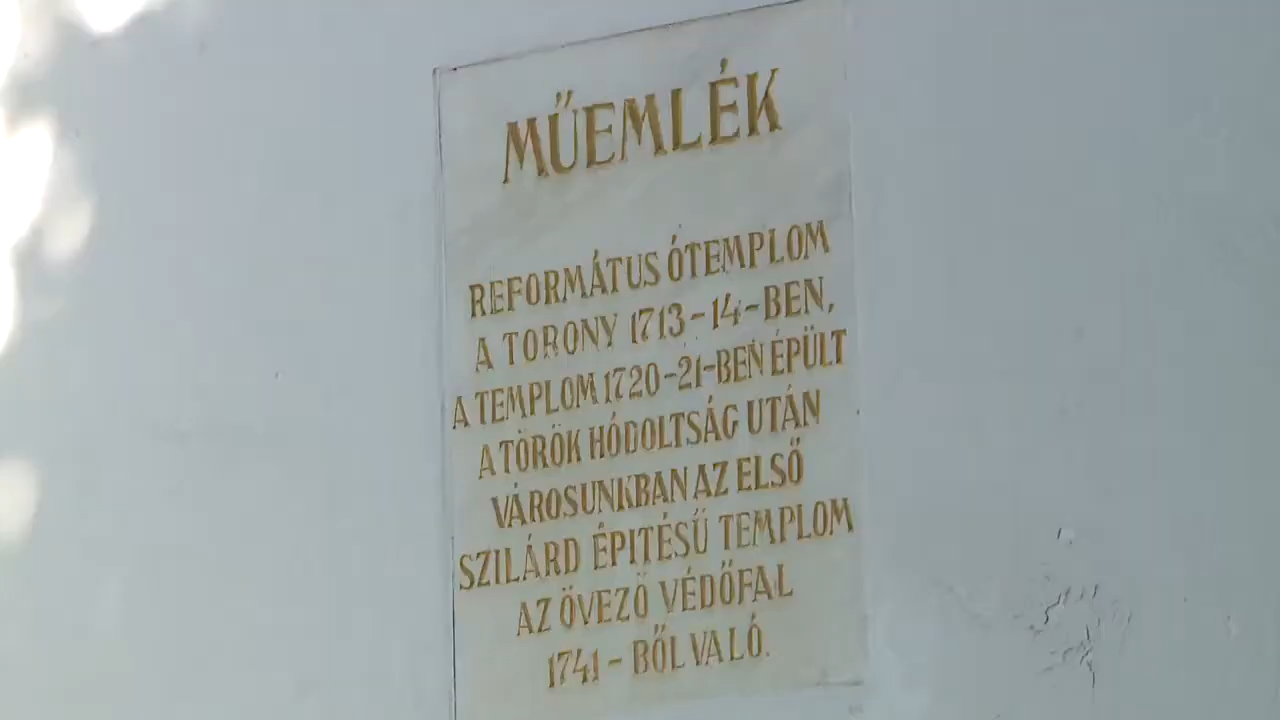 MŰEMLÉK
REFORMÁTUS ÓTEMPLOM
A TORONY 1713-14-BEN,
A TEMPLOM 1720-21-BEN ÉPÜLT
A TÖRÖK HÓDOLTSÁG UTÁN
VÁROSUNKBAN AZ ELSŐ
SZILÁRD ÉPITÉSŰ TEMPLOM
AZ ÖVEZŐ VÉDŐFAL
1741-BŐL VALÓ.